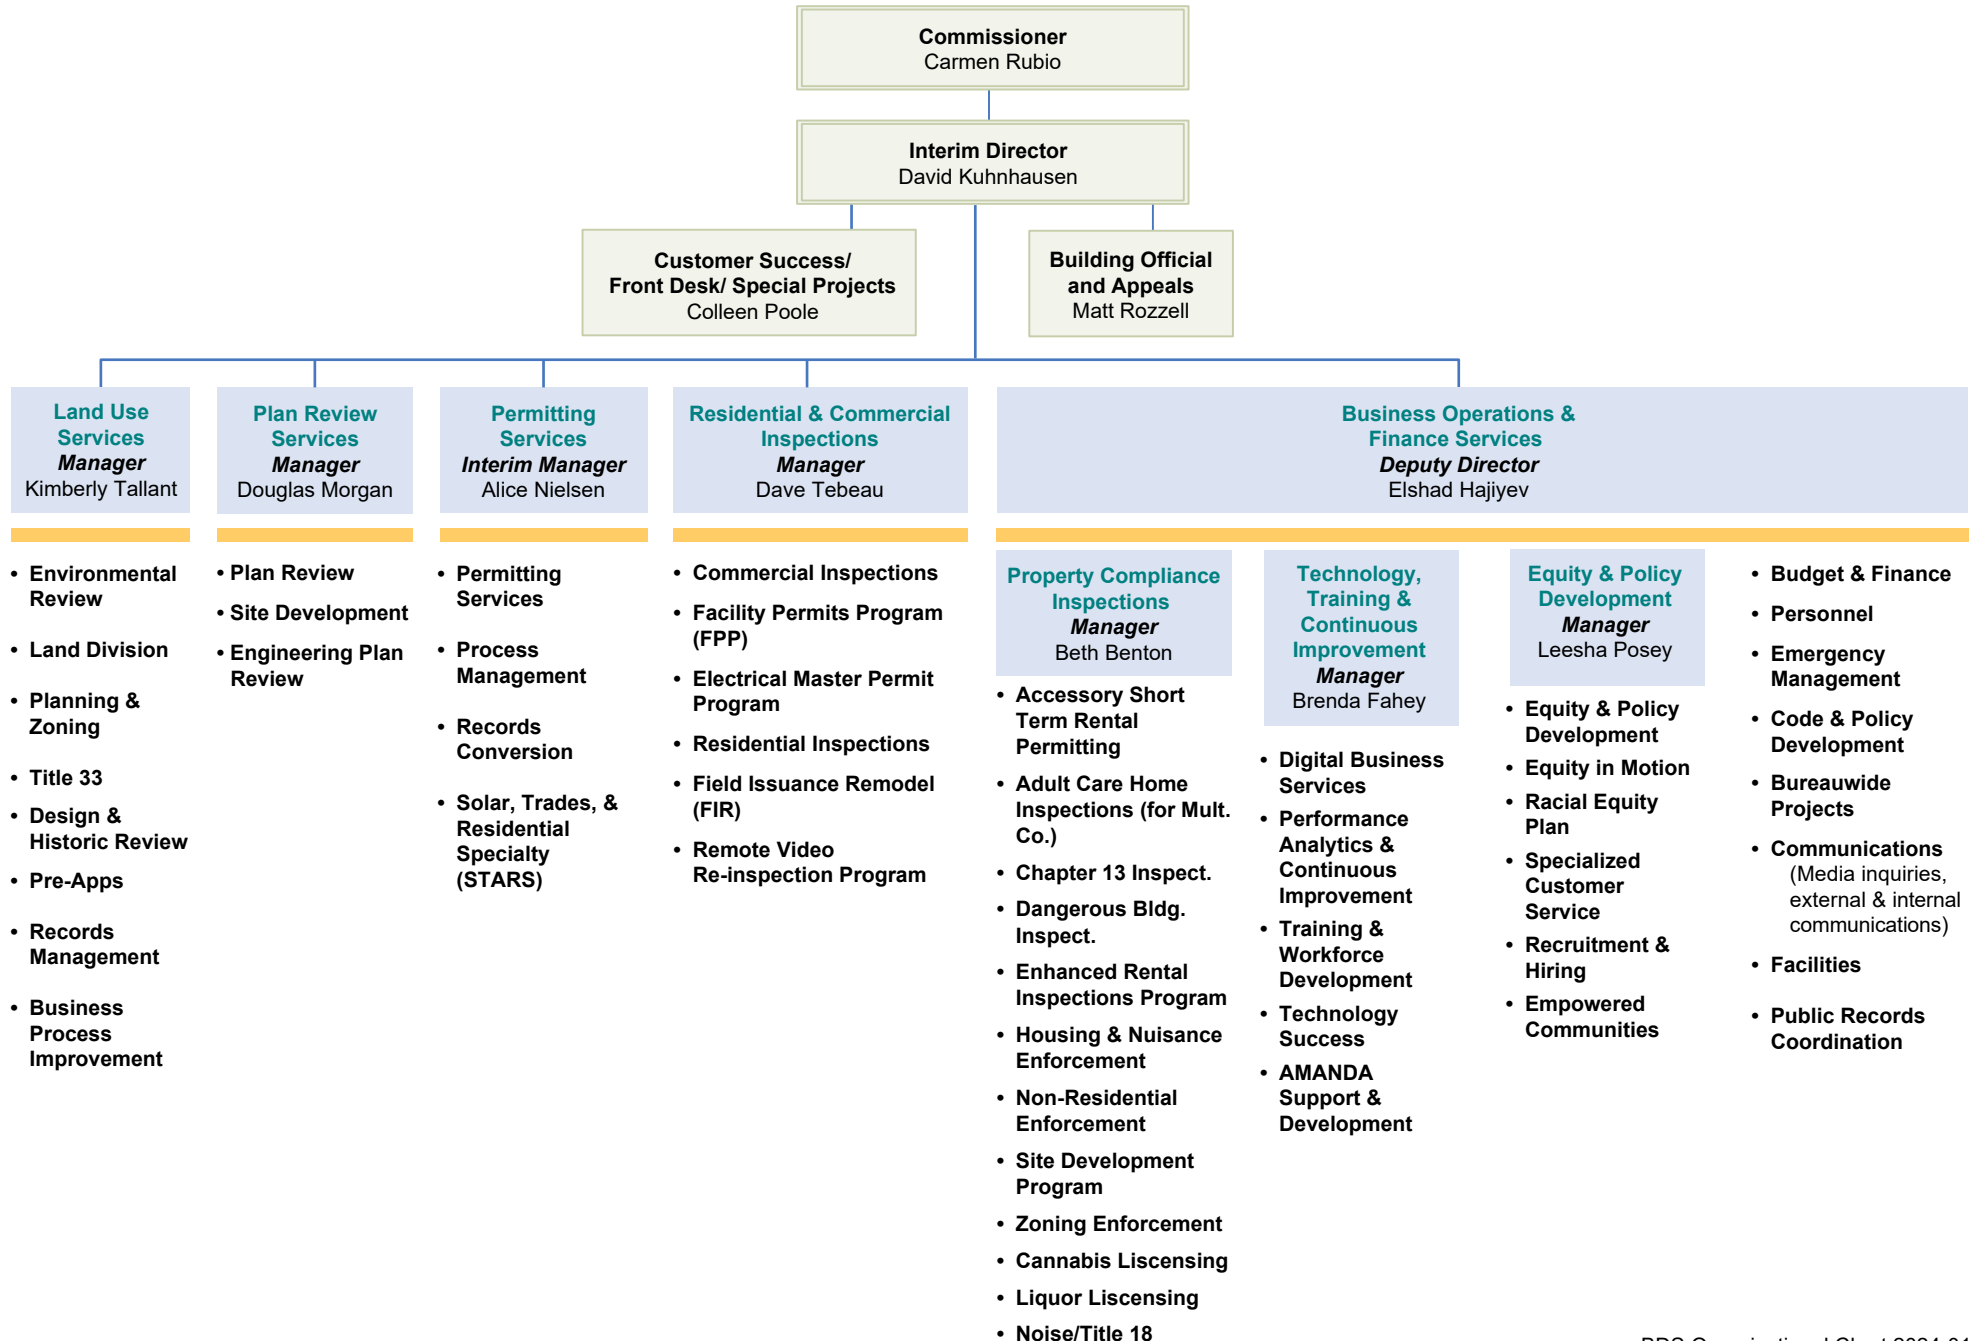 Commissioner
Carmen Rubio
Interim Director
David Kuhnhausen
Customer Success/
Front Desk/ Special Projects
Colleen Poole
Building Official
and Appeals
Matt Rozzell
Land Use
Services
Manager
Kimberly Tallant
Plan Review
Services
Manager
Douglas Morgan
Permitting
Services
Interim Manager
Alice Nielsen
Residential & Commercial
Inspections
Manager
Dave Tebeau
Business Operations &
Finance Services
Deputy Director
Elshad Hajiyev
• Environmental
Review
• Land Division
• Planning &
Zoning
• Title 33
• Design &
Historic Review
• Pre-Apps
• Records
Management
• Business
Process
Improvement
• Plan Review
• Site Development
• Engineering Plan
Review
• Permitting
Services
• Process
Management
• Records
Conversion
• Solar, Trades, &
Residential
Specialty
(STARS)
• Commercial Inspections
• Facility Permits Program
(FPP)
• Electrical Master Permit
Program
• Residential Inspections
• Field Issuance Remodel
(FIR)
• Remote Video
Re-inspection Program
Property Compliance
Inspections
Manager
Beth Benton
• Accessory Short
Term Rental
Permitting
• Adult Care Home
Inspections (for Mult.
Co.)
• Chapter 13 Inspect.
• Dangerous Bldg.
Inspect.
• Enhanced Rental
Inspections Program
• Housing & Nuisance
Enforcement
• Non-Residential
Enforcement
• Site Development
Program
• Zoning Enforcement
• Cannabis Liscensing
• Liquor Liscensing
• Noise/Title 18
Technology,
Training &
Continuous
Improvement
Manager
Brenda Fahey
• Digital Business
Services
• Performance
Analytics &
Continuous
Improvement
• Training &
Workforce
Development
• Technology
Success
• AMANDA
Support &
Development
Equity & Policy
Development
Manager
Leesha Posey
• Equity & Policy
Development
• Equity in Motion
• Racial Equity
Plan
• Specialized
Customer
Service
• Recruitment &
Hiring
• Empowered
Communities
• Budget & Finance
• Personnel
• Emergency
Management
• Code & Policy
Development
• Bureauwide
Projects
• Communications
(Media inquiries,
external & internal
communications)
• Facilities
• Public Records
Coordination